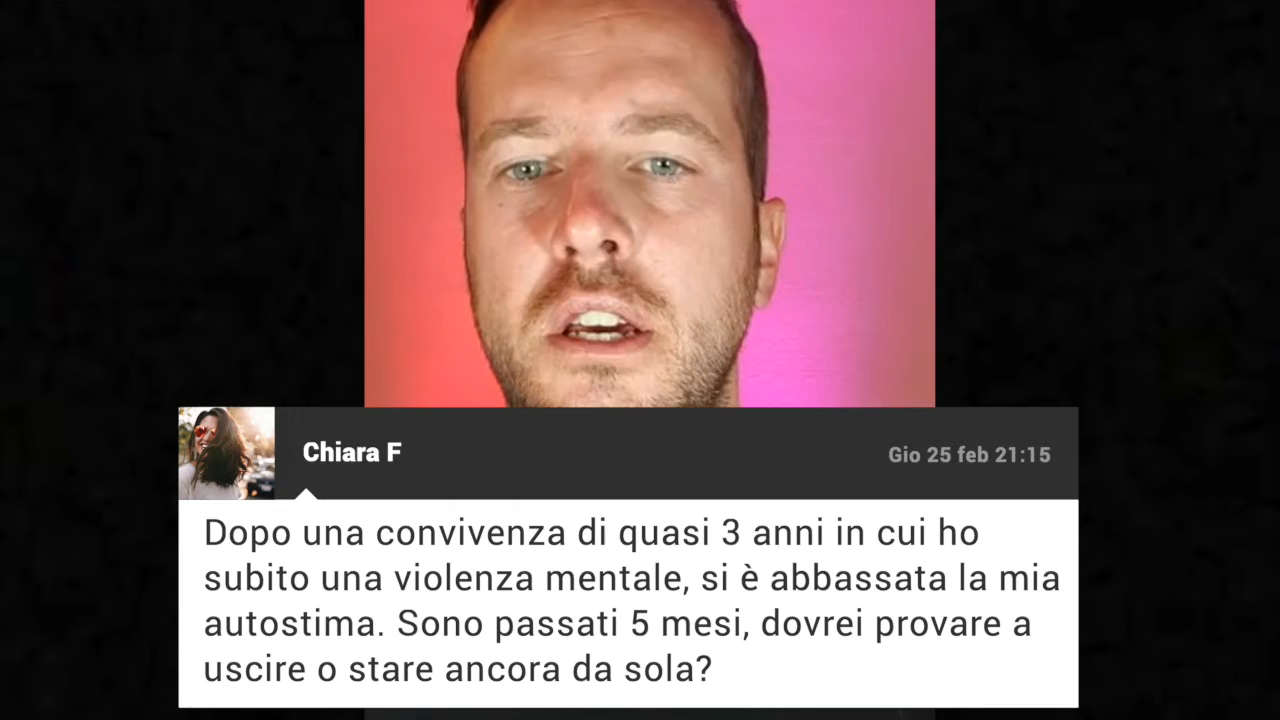 Chiara F
Gio 25 feb 21:15
Dopo una convivenza di quasi 3 anni in cui ho
subito una violenza mentale, si è abbassata la mia
autostima. Sono passati 5 mesi, dovrei provare a
uscire o stare ancora da sola?